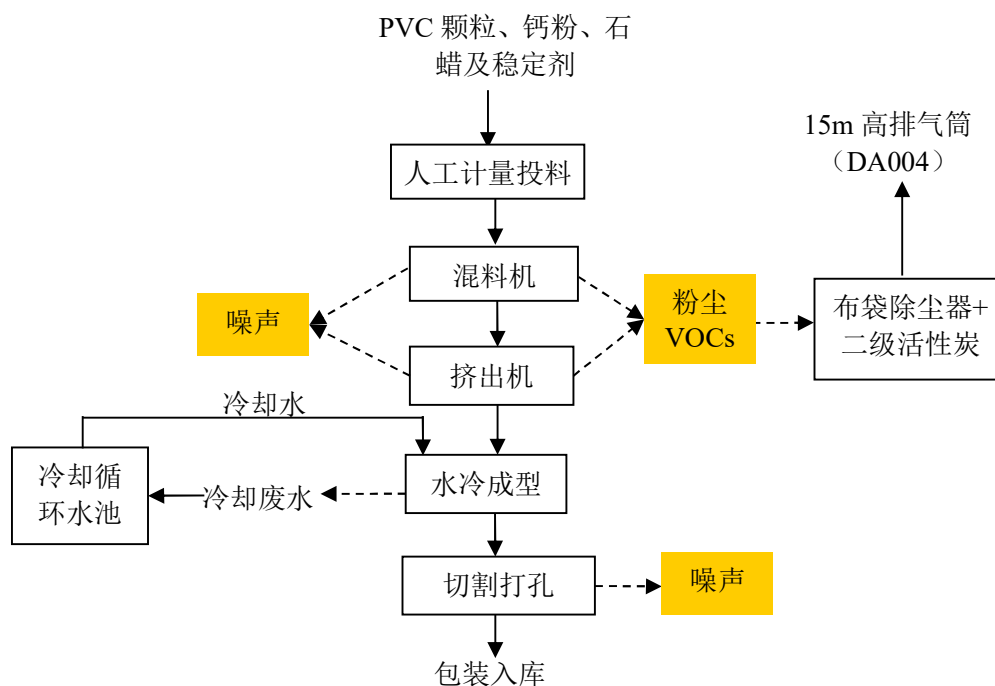 PVC 颗粒、钙粉、石
蜡及稳定剂
15m 高排气筒
（DA004）
人工计量投料
混料机
噪声
粉尘
VOCs
布袋除尘器+
二级活性炭
挤出机
冷却水
冷却循
环水池
冷却废水
水冷成型
切割打孔
噪声
包装入库